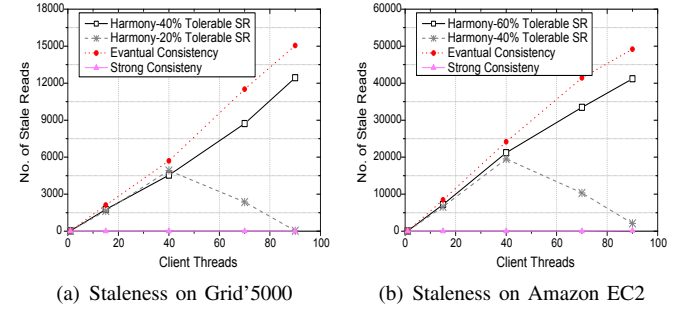 18000
15000
12000
9000
6000
3000
0
No. of Stale Reads
Harmony-40% Tolerable SR
Harmony-20% Tolerable SR
Evantual Consistency
Strong Consisteny
0 20 40 60 80 100
Client Threads
(a) Staleness on Grid'5000
60000
50000
40000
30000
20000
10000
0
No. of Stale Reads
Harmony-60% Tolerable SR
Harmony-40% Tolerable SR
Evantual Consistency
Strong Consisteny
0 20 40 60 80 100
Client Threads
(b) Staleness on Amazon EC2